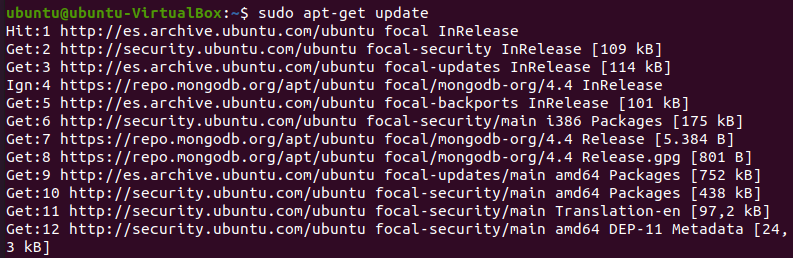 ubuntu@ubuntu-VirtualBox:~$ sudo apt-get update
Hit:1 http://es.archive.ubuntu.com/ubuntu focal InRelease
Get:2 http://security.ubuntu.com/ubuntu focal-security InRelease [109 kB]
Get:3 http://es.archive.ubuntu.com/ubuntu focal-updates InRelease [114 kB]
Ign:4 https://repo.mongodb.org/apt/ubuntu focal/mongodb-org/4.4 InRelease
Get:5 http://es.archive.ubuntu.com/ubuntu focal-backports InRelease [101 kB]
Get:6 http://security.ubuntu.com/ubuntu focal-security/main i386 Packages [175 kB]
Get:7 https://repo.mongodb.org/apt/ubuntu focal/mongodb-org/4.4 Release [5.384 B]
Get:8 https://repo.mongodb.org/apt/ubuntu focal/mongodb-org/4.4 Release.gpg [801 B]
Get:9 http://es.archive.ubuntu.com/ubuntu focal-updates/main amd64 Packages [752 kB]
Get:10 http://security.ubuntu.com/ubuntu focal-security/main amd64 Packages [438 kB]
Get:11 http://security.ubuntu.com/ubuntu focal-security/main Translation-en [97,2 kB]
Get:12 http://security.ubuntu.com/ubuntu focal-security/main amd64 DEP-11 Metadata [24,
3 kB]